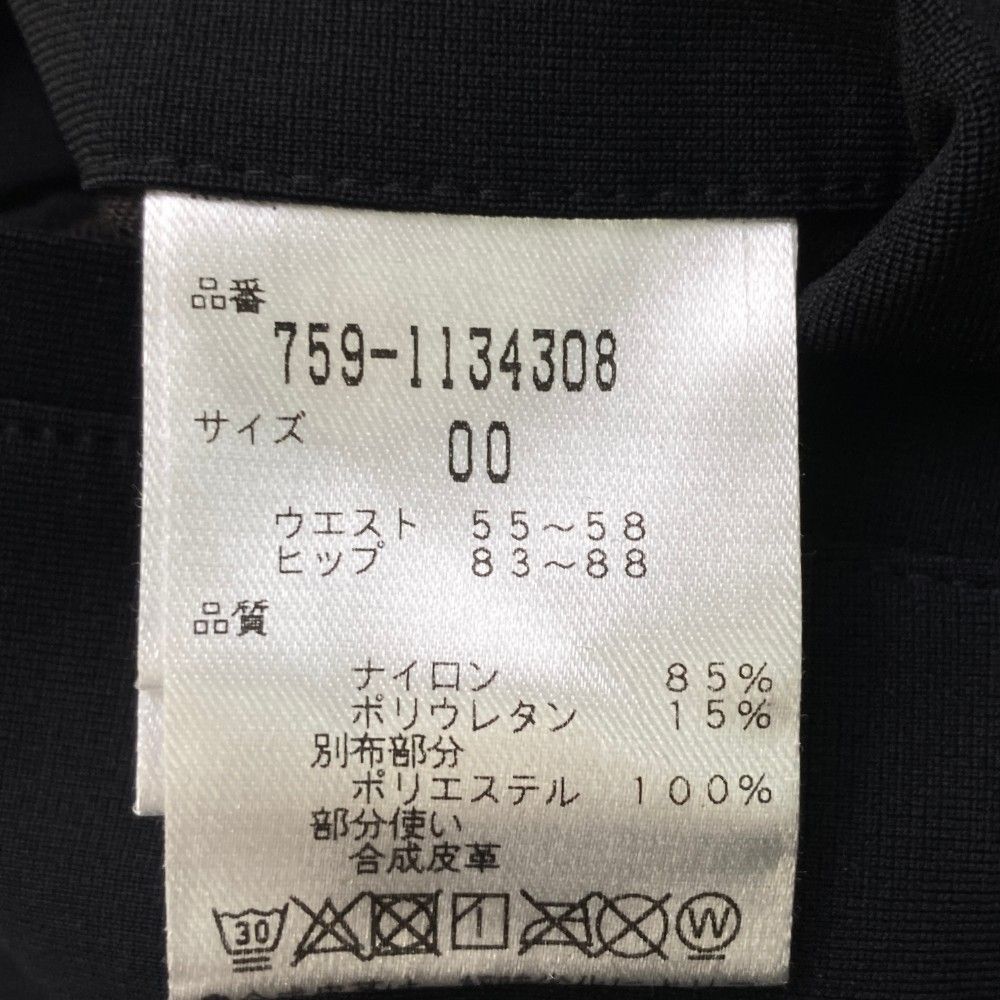 品番
759-1134308
サイズ
00
ウエスト 55~58
ヒップ 83~88
品質
ナイロン 85%
ポリウレタン 15%
別布部分
ポリエステル 100%
部分使い
合成皮革
30
W